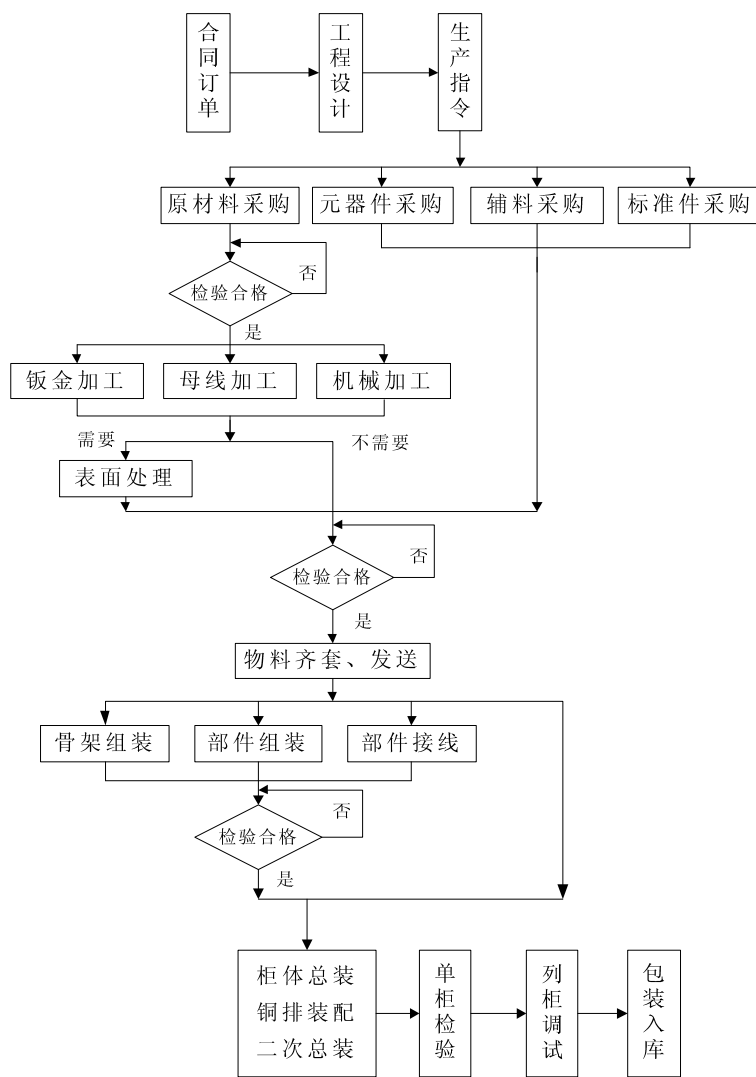 合同订单
工程设计
生产指令
原材料采购
元器件采购
辅料采购
标准件采购
否
检验合格
是
钣金加工
母线加工
机械加工
需要
不需要
表面处理
否
检验合格
是
物料齐套、发送
骨架组装
部件组装
部件接线
否
检验合格
是
柜体总装
铜排装配
二次总装
单柜检验
列柜调试
包装入库